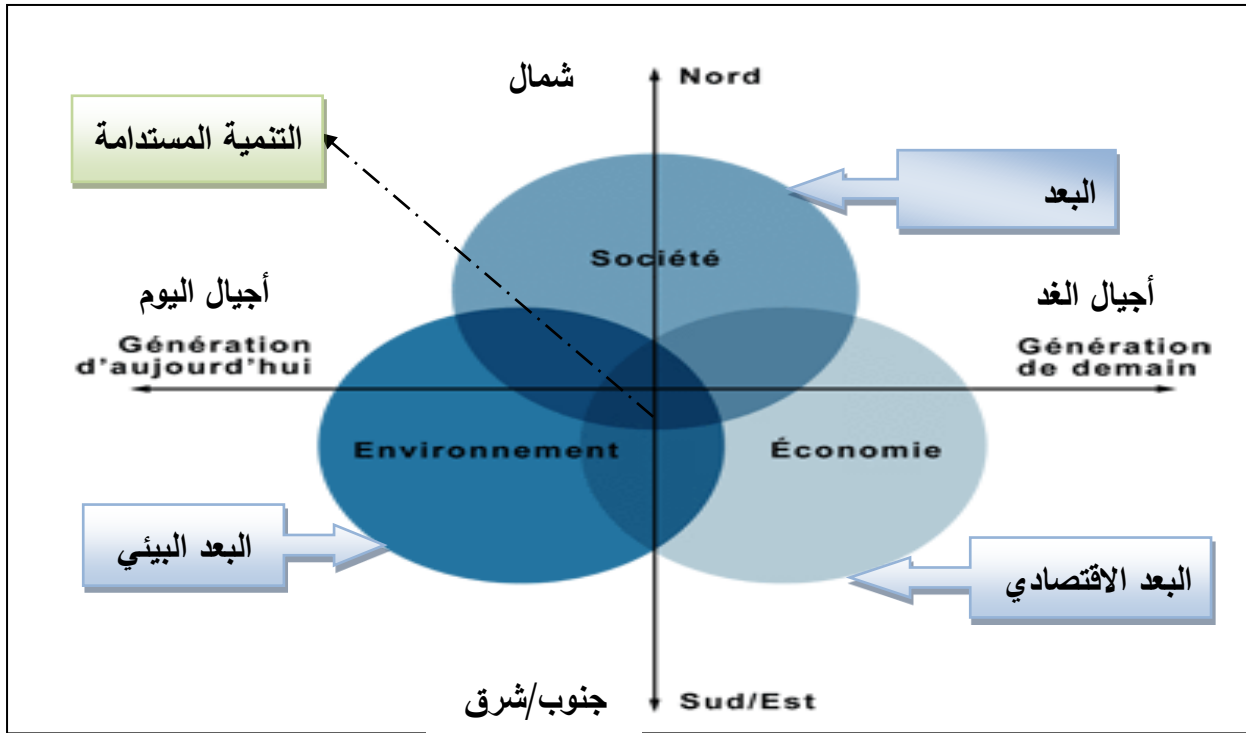 شمال
Nord
التنمية المستدامة
البعد
Société
أجيال اليوم
أجيال الغد
Génération
d'aujourd'hui
Génération
de demain
Environnement
Économie
البعد البيئي
البعد الاقتصادي
جنوب/شرق
Sud/Est